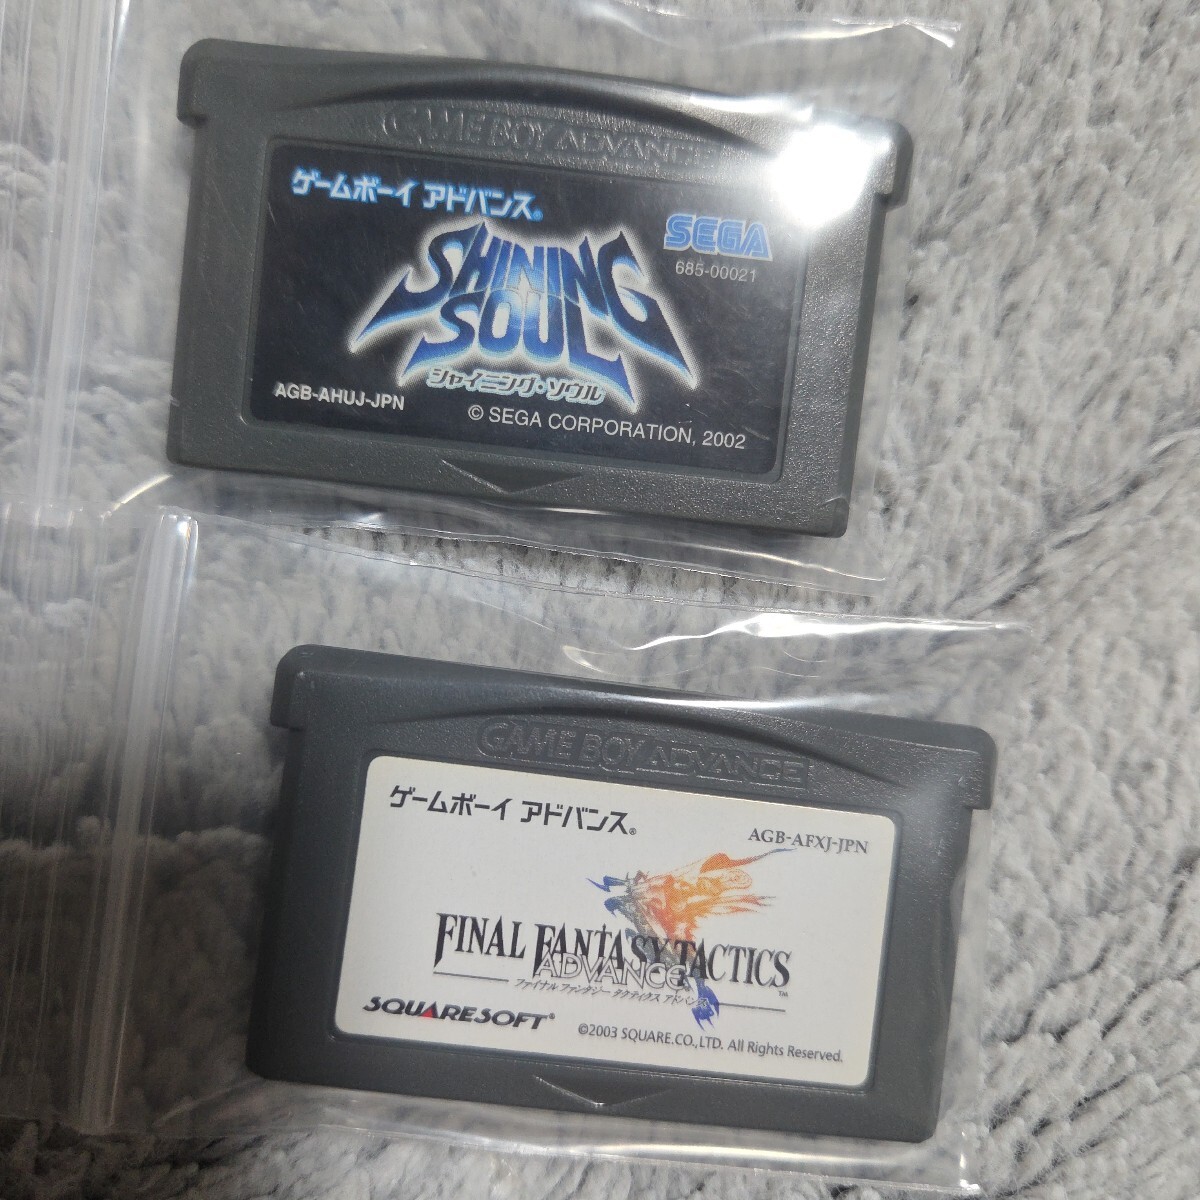 GAME BOY ADVANCE
ゲームボーイ アドバンス®
SEGA
685-00021
SHINING
SOUL
シャイニング・ソウル
AGB-AHUJ-JPN
© SEGA CORPORATION, 2002
GAME BOY ADVANCE
ゲームボーイ アドバンス®
AGB-AFXJ-JPN
FINAL FANTASY TACTICS™
ADVANCE®
ファイナル ファンタジー タクティクス アドバンス
SQUARESOFT®
©2003 SQUARE.CO.,LTD. All Rights Reserved.